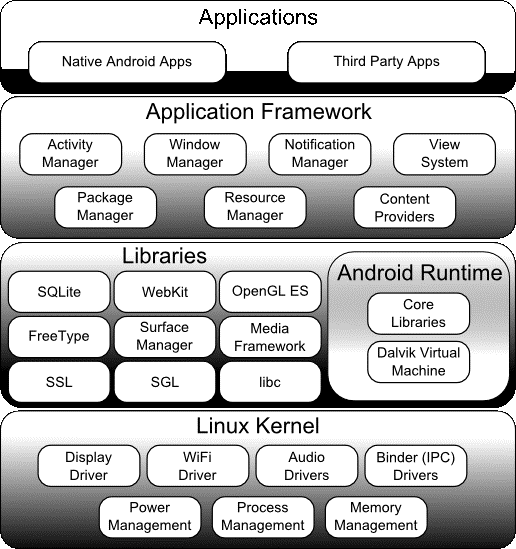 Applications
Native Android Apps
Third Party Apps
Application Framework
Activity
Manager
Window
Manager
Notification
Manager
View
System
Package
Manager
Resource
Manager
Content
Providers
Libraries
SQLite
WebKit
OpenGL ES
FreeType
Surface
Manager
Media
Framework
SSL
SGL
libc
Android Runtime
Core
Libraries
Dalvik Virtual
Machine
Linux Kernel
Display
Driver
WiFi
Driver
Audio
Drivers
Binder (IPC)
Drivers
Power
Management
Process
Management
Memory
Management